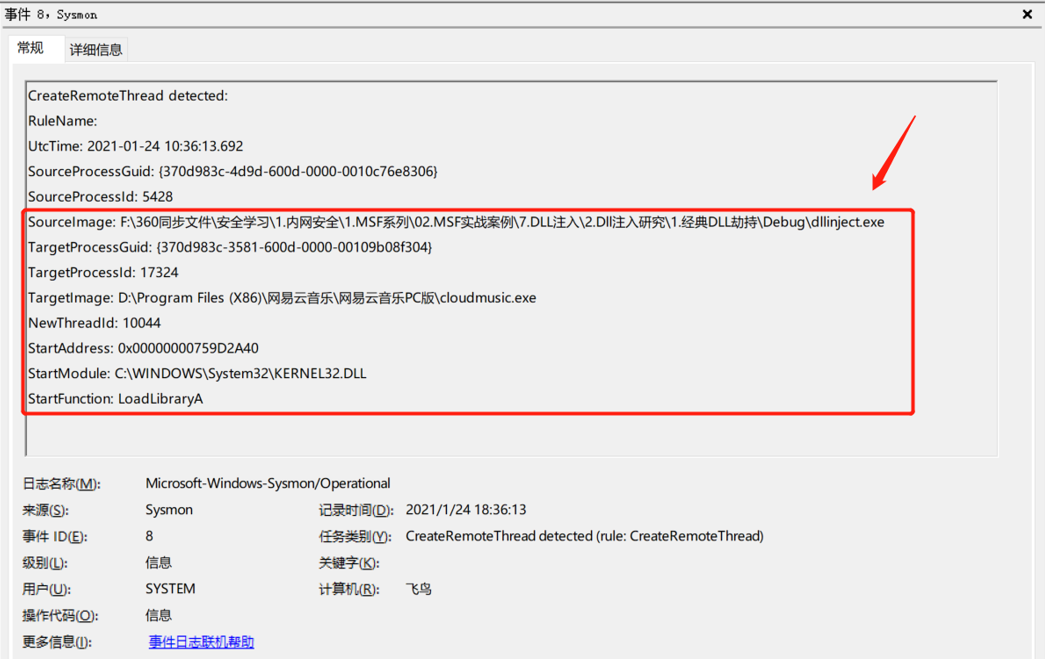 事件 8，Sysmon
常规 详细信息
CreateRemoteThread detected:
RuleName:
UtcTime: 2021-01-24 10:36:13.692
SourceProcessGuid: {370d983c-4d9d-600d-0000-0010c76e8306}
SourceProcessId: 5428
SourceImage: F:\360同步文件\安全学习\1.内网安全\1.MSF系列\02.MSF实战案例\7.DLL注入\2.Dll注入研究\1.经典DLL劫持\Debug\dllinject.exe
TargetProcessGuid: {370d983c-3581-600d-0000-00109b08f304}
TargetProcessId: 17324
TargetImage: D:\Program Files (X86)\网易云音乐\网易云音乐PC版\cloudmusic.exe
NewThreadId: 10044
StartAddress: 0x00000000759D2A40
StartModule: C:\WINDOWS\System32\KERNEL32.DLL
StartFunction: LoadLibraryA
日志名称(M): Microsoft-Windows-Sysmon/Operational
来源(S): Sysmon 记录时间(D): 2021/1/24 18:36:13
事件 ID(E): 8 任务类别(Y): CreateRemoteThread detected (rule: CreateRemoteThread)
级别(L): 信息 关键字(K):
用户(U): SYSTEM 计算机(R): 飞鸟
操作代码(O): 信息
更多信息(I): 事件日志联机帮助